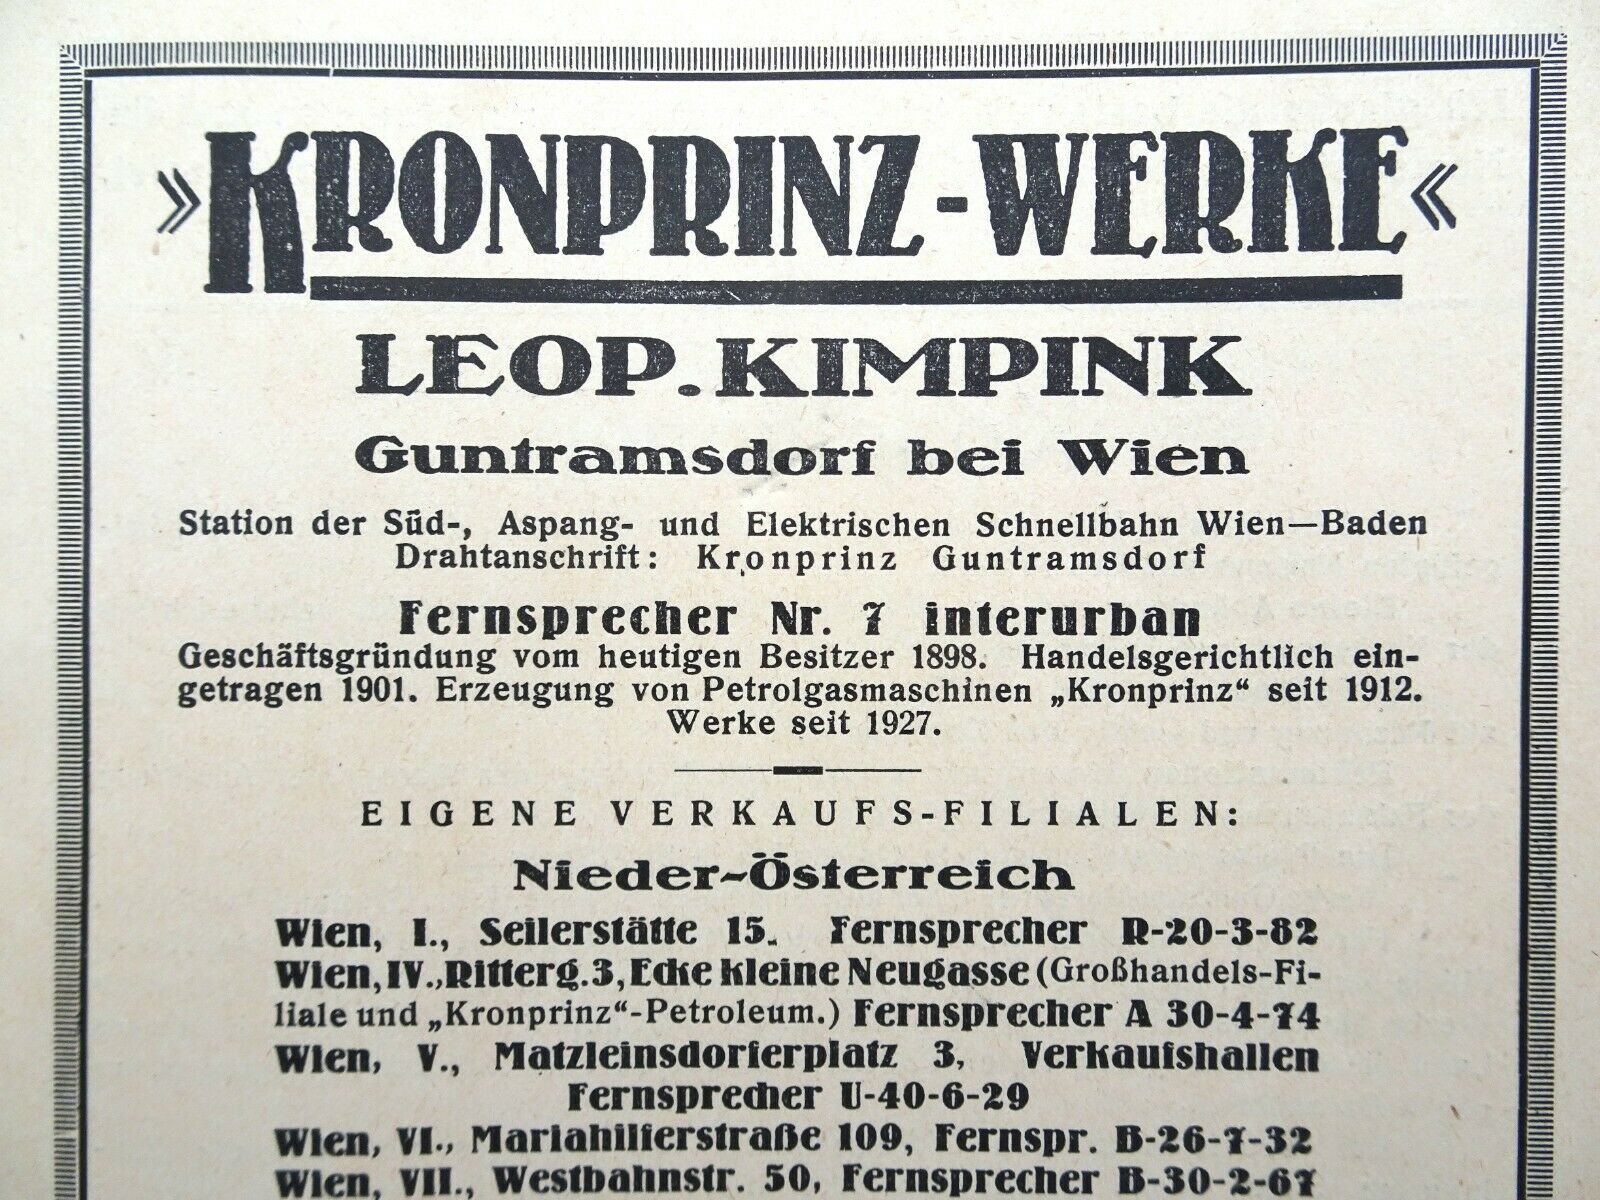 »KRONPRINZ-WERKE«
LEOP. KIMPINK
Guntramsdorf bei Wien
Station der Süd-, Aspang- und Elektrischen Schnellbahn Wien—Baden
Drahtanschrift: Kronprinz Guntramsdorf
Fernsprecher Nr. 7 interurban
Geschäftsgründung vom heutigen Besitzer 1898. Handelsgerichtlich ein-
getragen 1901. Erzeugung von Petrolgasmaschinen „Kronprinz“ seit 1912.
Werke seit 1927.
EIGENE VERKAUFS-FILIALEN:
Nieder-Österreich
Wien, I., Seilerstätte 15. Fernsprecher R-20-3-82
Wien, IV., Ritterg. 3, Ecke kleine Neugasse (Großhandels-Fi-
liale und „Kronprinz“-Petroleum.) Fernsprecher A 30-4-74
Wien, V., Matzleinsdorferplatz 3, Verkaufshallen
Fernsprecher U-40-6-29
Wien, VI., Mariahilferstraße 109, Fernspr. B-26-7-32
Wien, VII., Westbahnstr. 50, Fernsprecher B-30-2-67